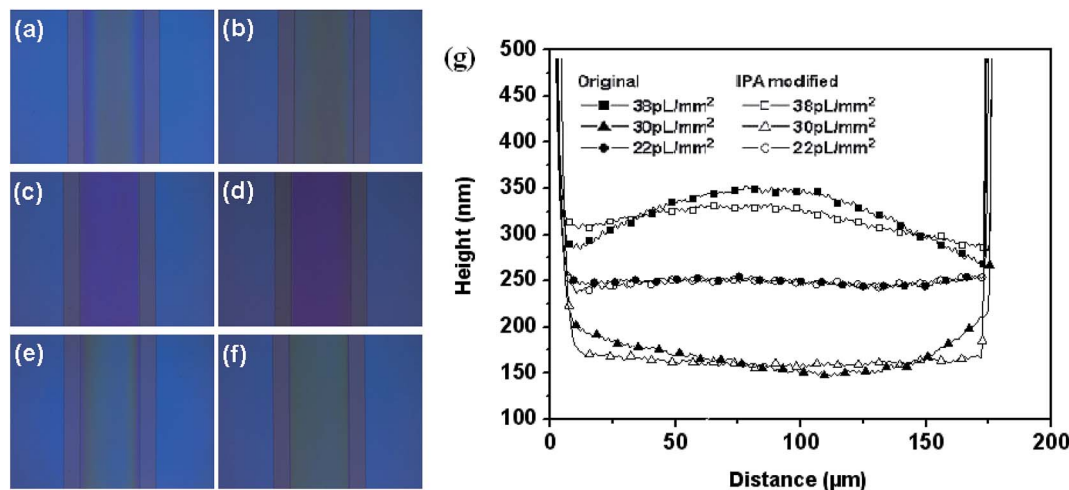 (a)
(b)
(c)
(d)
(e)
(f)
(g)
Original IPA modified
38pL/mm² 38pL/mm²
30pL/mm² 30pL/mm²
22pL/mm² 22pL/mm²
500
450
400
350
300
250
200
150
100
Height (nm)
0 50 100 150 200
Distance (µm)